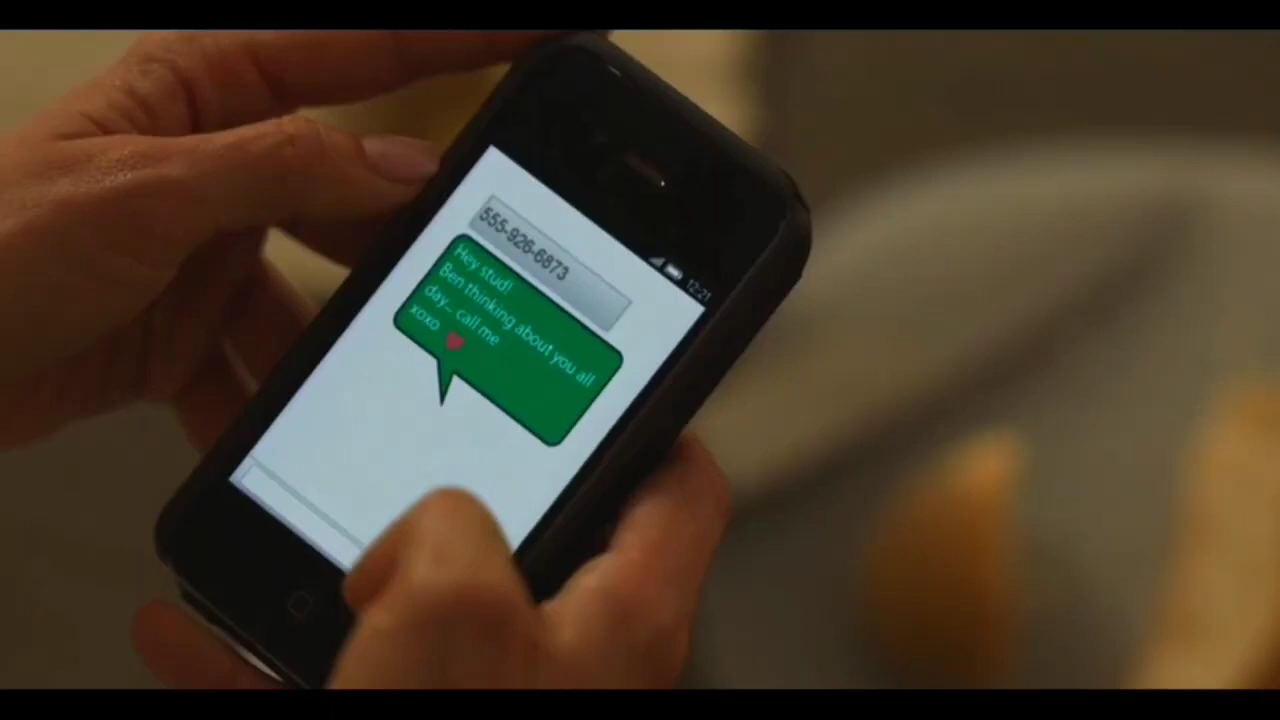 12:21
555-926-6873
Hey stud!
Ben thinking about you all
day... call me
xoxo ❤